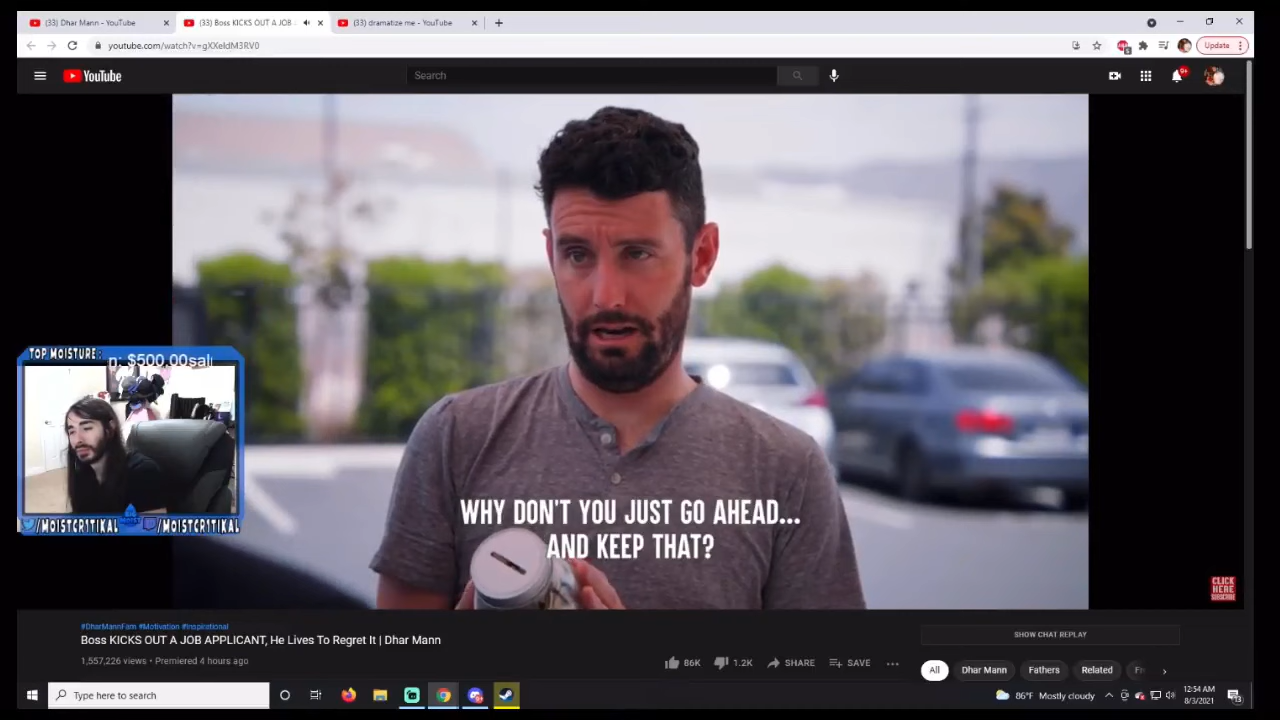 (33) Dhar Mann - YouTube
(33) Boss KICKS OUT A JOB
(33) dramatize me - YouTube
youtube.com/watch?v=gXXeIdM3RV0
Update
YouTube
Search
9+
TOP MOISTURE :
n: $500.00sal
/MOISTCR1TIKAL
/MOISTCR1TIKAL
WHY DON'T YOU JUST GO AHEAD...
AND KEEP THAT?
CLICK
HERE
SUBSCRIBE
#DharMannFam #Motivation #Inspirational
Boss KICKS OUT A JOB APPLICANT, He Lives To Regret It | Dhar Mann
1,557,226 views • Premiered 4 hours ago
86K
1.2K
SHARE
SAVE
SHOW CHAT REPLAY
All
Dhar Mann
Fathers
Related
Type here to search
86°F Mostly cloudy
12:54 AM
8/3/2021